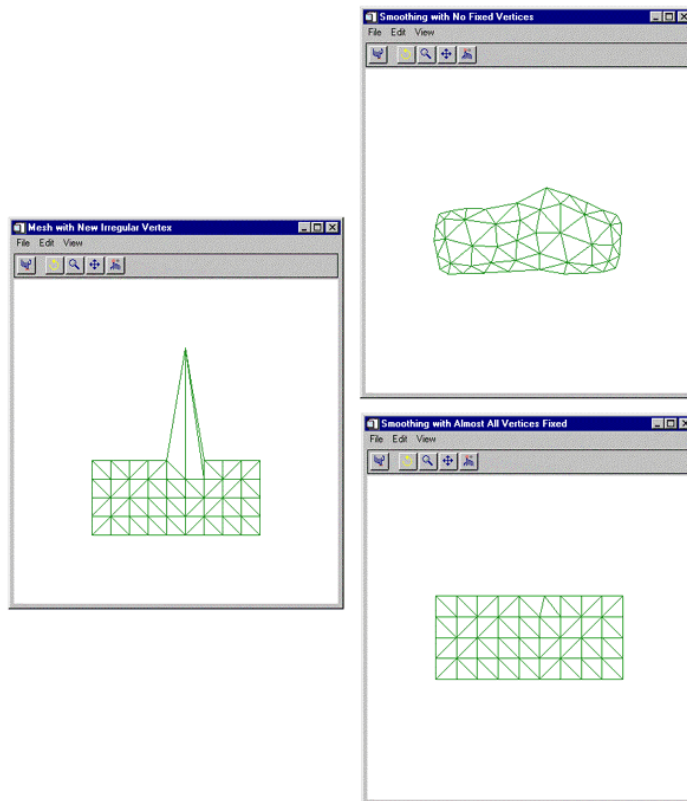 Smoothing with No Fixed Vertices
File Edit View
Mesh with New Irregular Vertex
File Edit View
Smoothing with Almost All Vertices Fixed
File Edit View